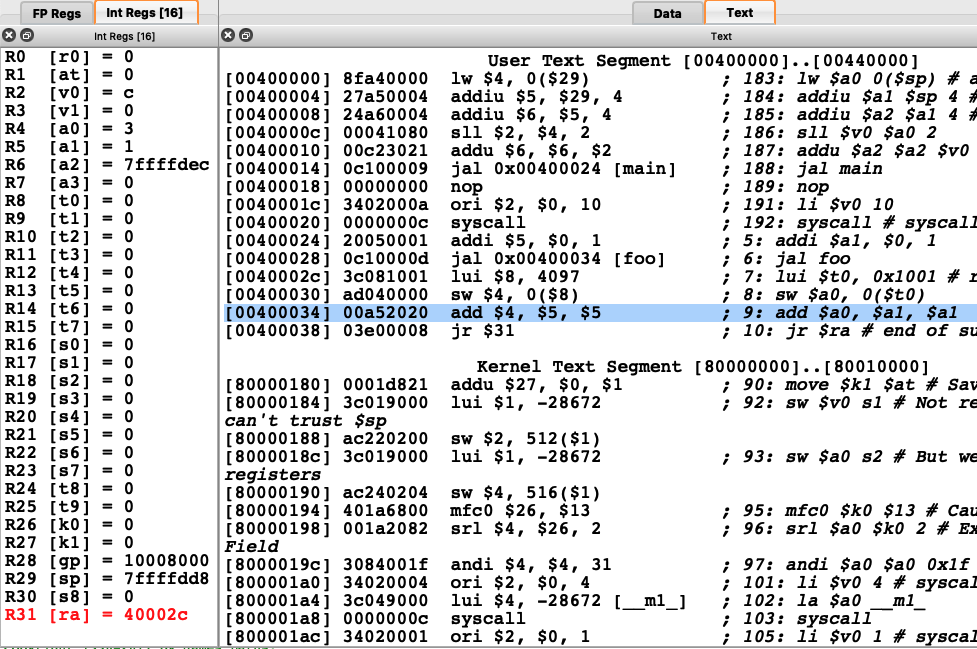 FP Regs Int Regs [16] Data Text
Int Regs [16] Text
R0 [r0] = 0
R1 [at] = 0
R2 [v0] = c
R3 [v1] = 0
R4 [a0] = 3
R5 [a1] = 1
R6 [a2] = 7ffffdec
R7 [a3] = 0
R8 [t0] = 0
R9 [t1] = 0
R10 [t2] = 0
R11 [t3] = 0
R12 [t4] = 0
R13 [t5] = 0
R14 [t6] = 0
R15 [t7] = 0
R16 [s0] = 0
R17 [s1] = 0
R18 [s2] = 0
R19 [s3] = 0
R20 [s4] = 0
R21 [s5] = 0
R22 [s6] = 0
R23 [s7] = 0
R24 [t8] = 0
R25 [t9] = 0
R26 [k0] = 0
R27 [k1] = 0
R28 [gp] = 10008000
R29 [sp] = 7ffffdd8
R30 [s8] = 0
R31 [ra] = 40002c
User Text Segment [00400000]..[00440000]
[00400000] 8fa40000 lw $4, 0($29) ; 183: lw $a0 0($sp) # a
[00400004] 27a50004 addiu $5, $29, 4 ; 184: addiu $a1 $sp 4 #
[00400008] 24a60004 addiu $6, $5, 4 ; 185: addiu $a2 $a1 4 #
[0040000c] 00041080 sll $2, $4, 2 ; 186: sll $v0 $a0 2
[00400010] 00c23021 addu $6, $6, $2 ; 187: addu $a2 $a2 $v0
[00400014] 0c100009 jal 0x00400024 [main] ; 188: jal main
[00400018] 00000000 nop ; 189: nop
[0040001c] 3402000a ori $2, $0, 10 ; 191: li $v0 10
[00400020] 0000000c syscall ; 192: syscall # syscall
[00400024] 20050001 addi $5, $0, 1 ; 5: addi $a1, $0, 1
[00400028] 0c10000d jal 0x00400034 [foo] ; 6: jal foo
[0040002c] 3c081001 lui $8, 4097 ; 7: lui $t0, 0x1001 # r
[00400030] ad040000 sw $4, 0($8) ; 8: sw $a0, 0($t0)
[00400034] 00a52020 add $4, $5, $5 ; 9: add $a0, $a1, $a1
[00400038] 03e00008 jr $31 ; 10: jr $ra # end of su
Kernel Text Segment [80000000]..[80010000]
[80000180] 0001d821 addu $27, $0, $1 ; 90: move $k1 $at # Sav
[80000184] 3c019000 lui $1, -28672 ; 92: sw $v0 s1 # Not re
can't trust $sp
[80000188] ac220200 sw $2, 512($1)
[8000018c] 3c019000 lui $1, -28672 ; 93: sw $a0 s2 # But we
registers
[80000190] ac240204 sw $4, 516($1)
[80000194] 401a6800 mfc0 $26, $13 ; 95: mfc0 $k0 $13 # Cau
[80000198] 001a2082 srl $4, $26, 2 ; 96: srl $a0 $k0 2 # Ex
Field
[8000019c] 3084001f andi $4, $4, 31 ; 97: andi $a0 $a0 0x1f
[800001a0] 34020004 ori $2, $0, 4 ; 101: li $v0 4 # syscal
[800001a4] 3c049000 lui $4, -28672 [__m1_] ; 102: la $a0 __m1_
[800001a8] 0000000c syscall ; 103: syscall
[800001ac] 34020001 ori $2, $0, 1 ; 105: li $v0 1 # syscal